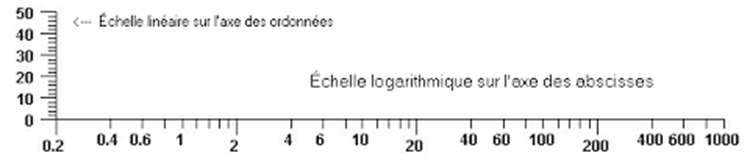 50
<--- Échelle linéaire sur l'axe des ordonnées
40
30
20
Échelle logarithmique sur l'axe des abscisses
10
0
0.2 0.4 0.6 1 2 4 6 10 20 40 60 100 200 400 600 1000